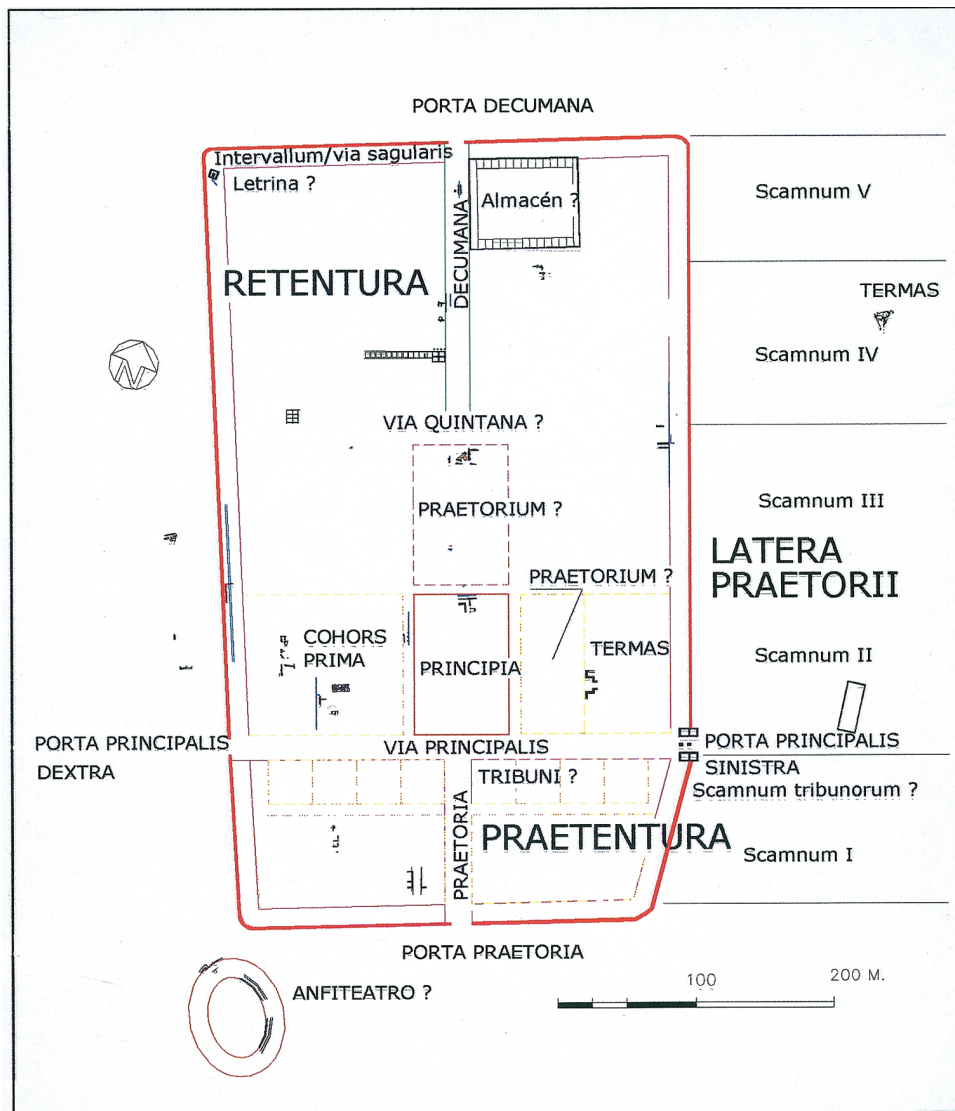 PORTA DECUMANA
Intervallum/via sagularis
Letrina ?
Almacén ?
Scamnum V
DECUMANA
RETENTURA
TERMAS
Scamnum IV
VIA QUINTANA ?
PRAETORIUM ?
Scamnum III
LATERA
PRAETORII
PRAETORIUM ?
COHORS
PRIMA
PRINCIPIA
TERMAS
Scamnum II
PORTA PRINCIPALIS
DEXTRA
VIA PRINCIPALIS
PORTA PRINCIPALIS
SINISTRA
TRIBUNI ?
Scamnum tribunorum ?
PRAETORIA
PRAETENTURA
Scamnum I
PORTA PRAETORIA
ANFITEATRO ?
100
200 M.